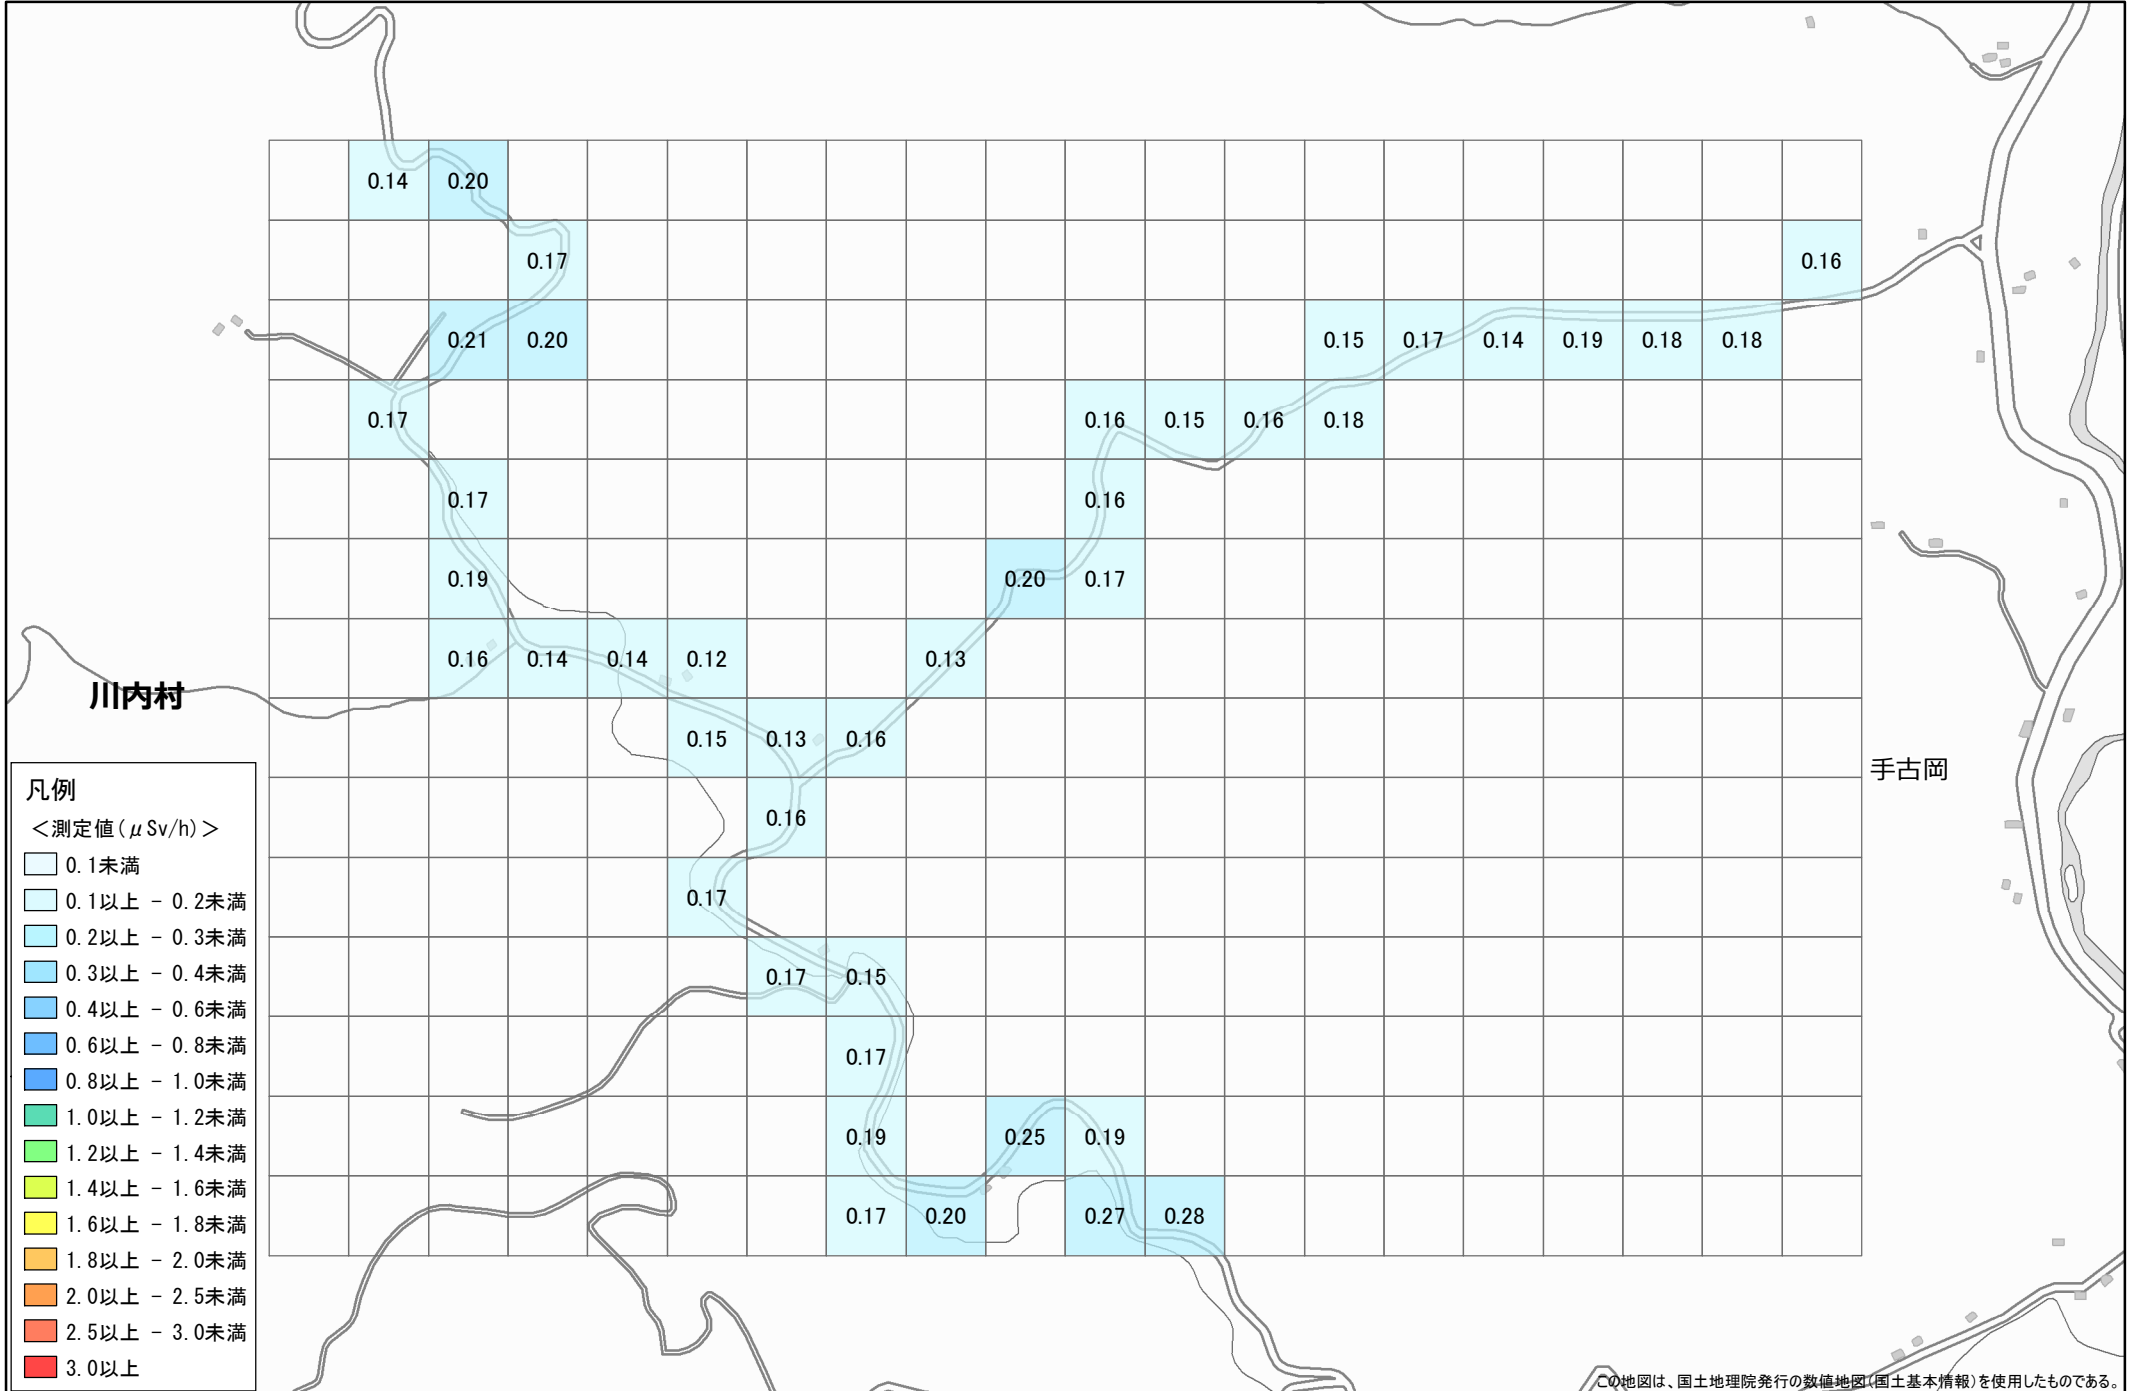 0.14 0.20
0.17 0.16
0.21 0.20 0.15 0.17 0.14 0.19 0.18 0.18
0.17 0.16 0.15 0.16 0.18
0.17 0.16
0.19 0.20 0.17
0.16 0.14 0.14 0.12 0.13
川内村
0.15 0.13 0.16
手古岡
0.16
0.17
0.17 0.15
0.17
0.19 0.25 0.19
0.17 0.20 0.27 0.28
凡例
＜測定値(μSv/h)＞
0.1未満
0.1以上 - 0.2未満
0.2以上 - 0.3未満
0.3以上 - 0.4未満
0.4以上 - 0.6未満
0.6以上 - 0.8未満
0.8以上 - 1.0未満
1.0以上 - 1.2未満
1.2以上 - 1.4未満
1.4以上 - 1.6未満
1.6以上 - 1.8未満
1.8以上 - 2.0未満
2.0以上 - 2.5未満
2.5以上 - 3.0未満
3.0以上
この地図は、国土地理院発行の数値地図(国土基本情報)を使用したものである。